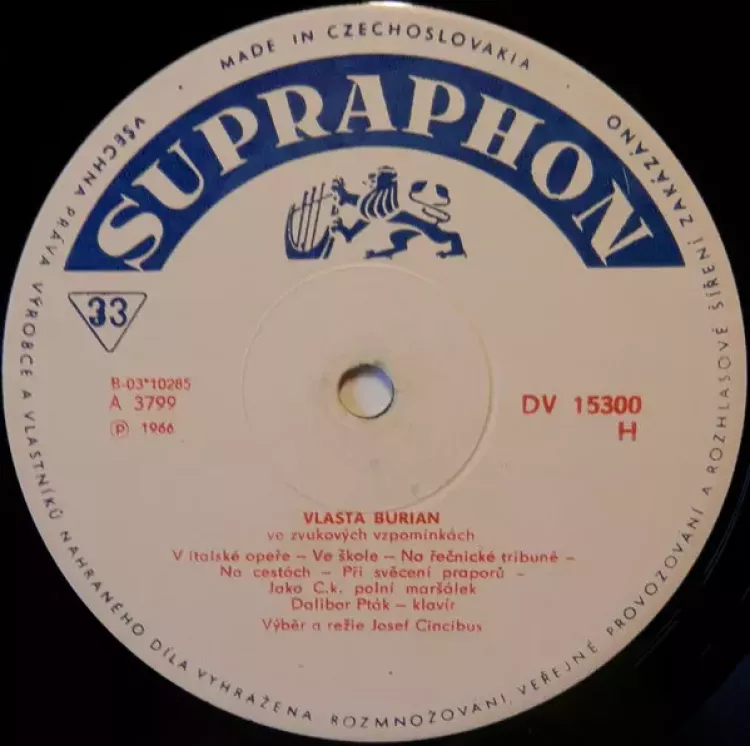 MADE IN CZECHOSLOVAKIA
SUPRAPHON
33
B-03*10285
A 3799
Ⓟ 1966
DV 15300
H
VLASTA BURIAN
ve zvukových vzpomínkách
V italské opeře – Ve škole – Na řečnické tribuně –
Na cestách – Při svěcení praporů –
Jako C.k. polní maršálek
Dalibor Pták – klavír
Výběr a režie Josef Cincibus
VŠECHNA PRÁVA VÝROBCE A VLASTNÍKŮ NAHRANÉHO DÍLA VYHRAŽENA. ROZMNOŽOVÁNÍ, VEŘEJNÉ PROVOZOVÁNÍ A ROZHLASOVÉ ŠÍŘENÍ ZAKÁZÁNO